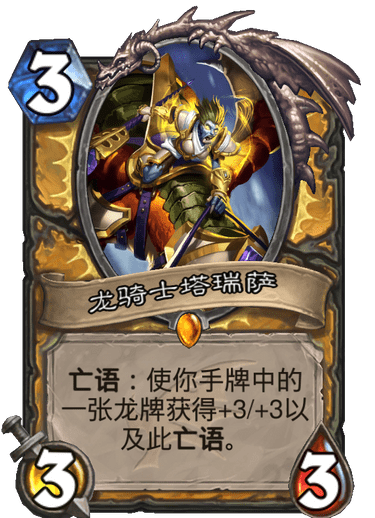 3
龙骑士塔瑞萨
亡语：使你手牌中的
一张龙牌获得+3/+3以
及此亡语。
3
3